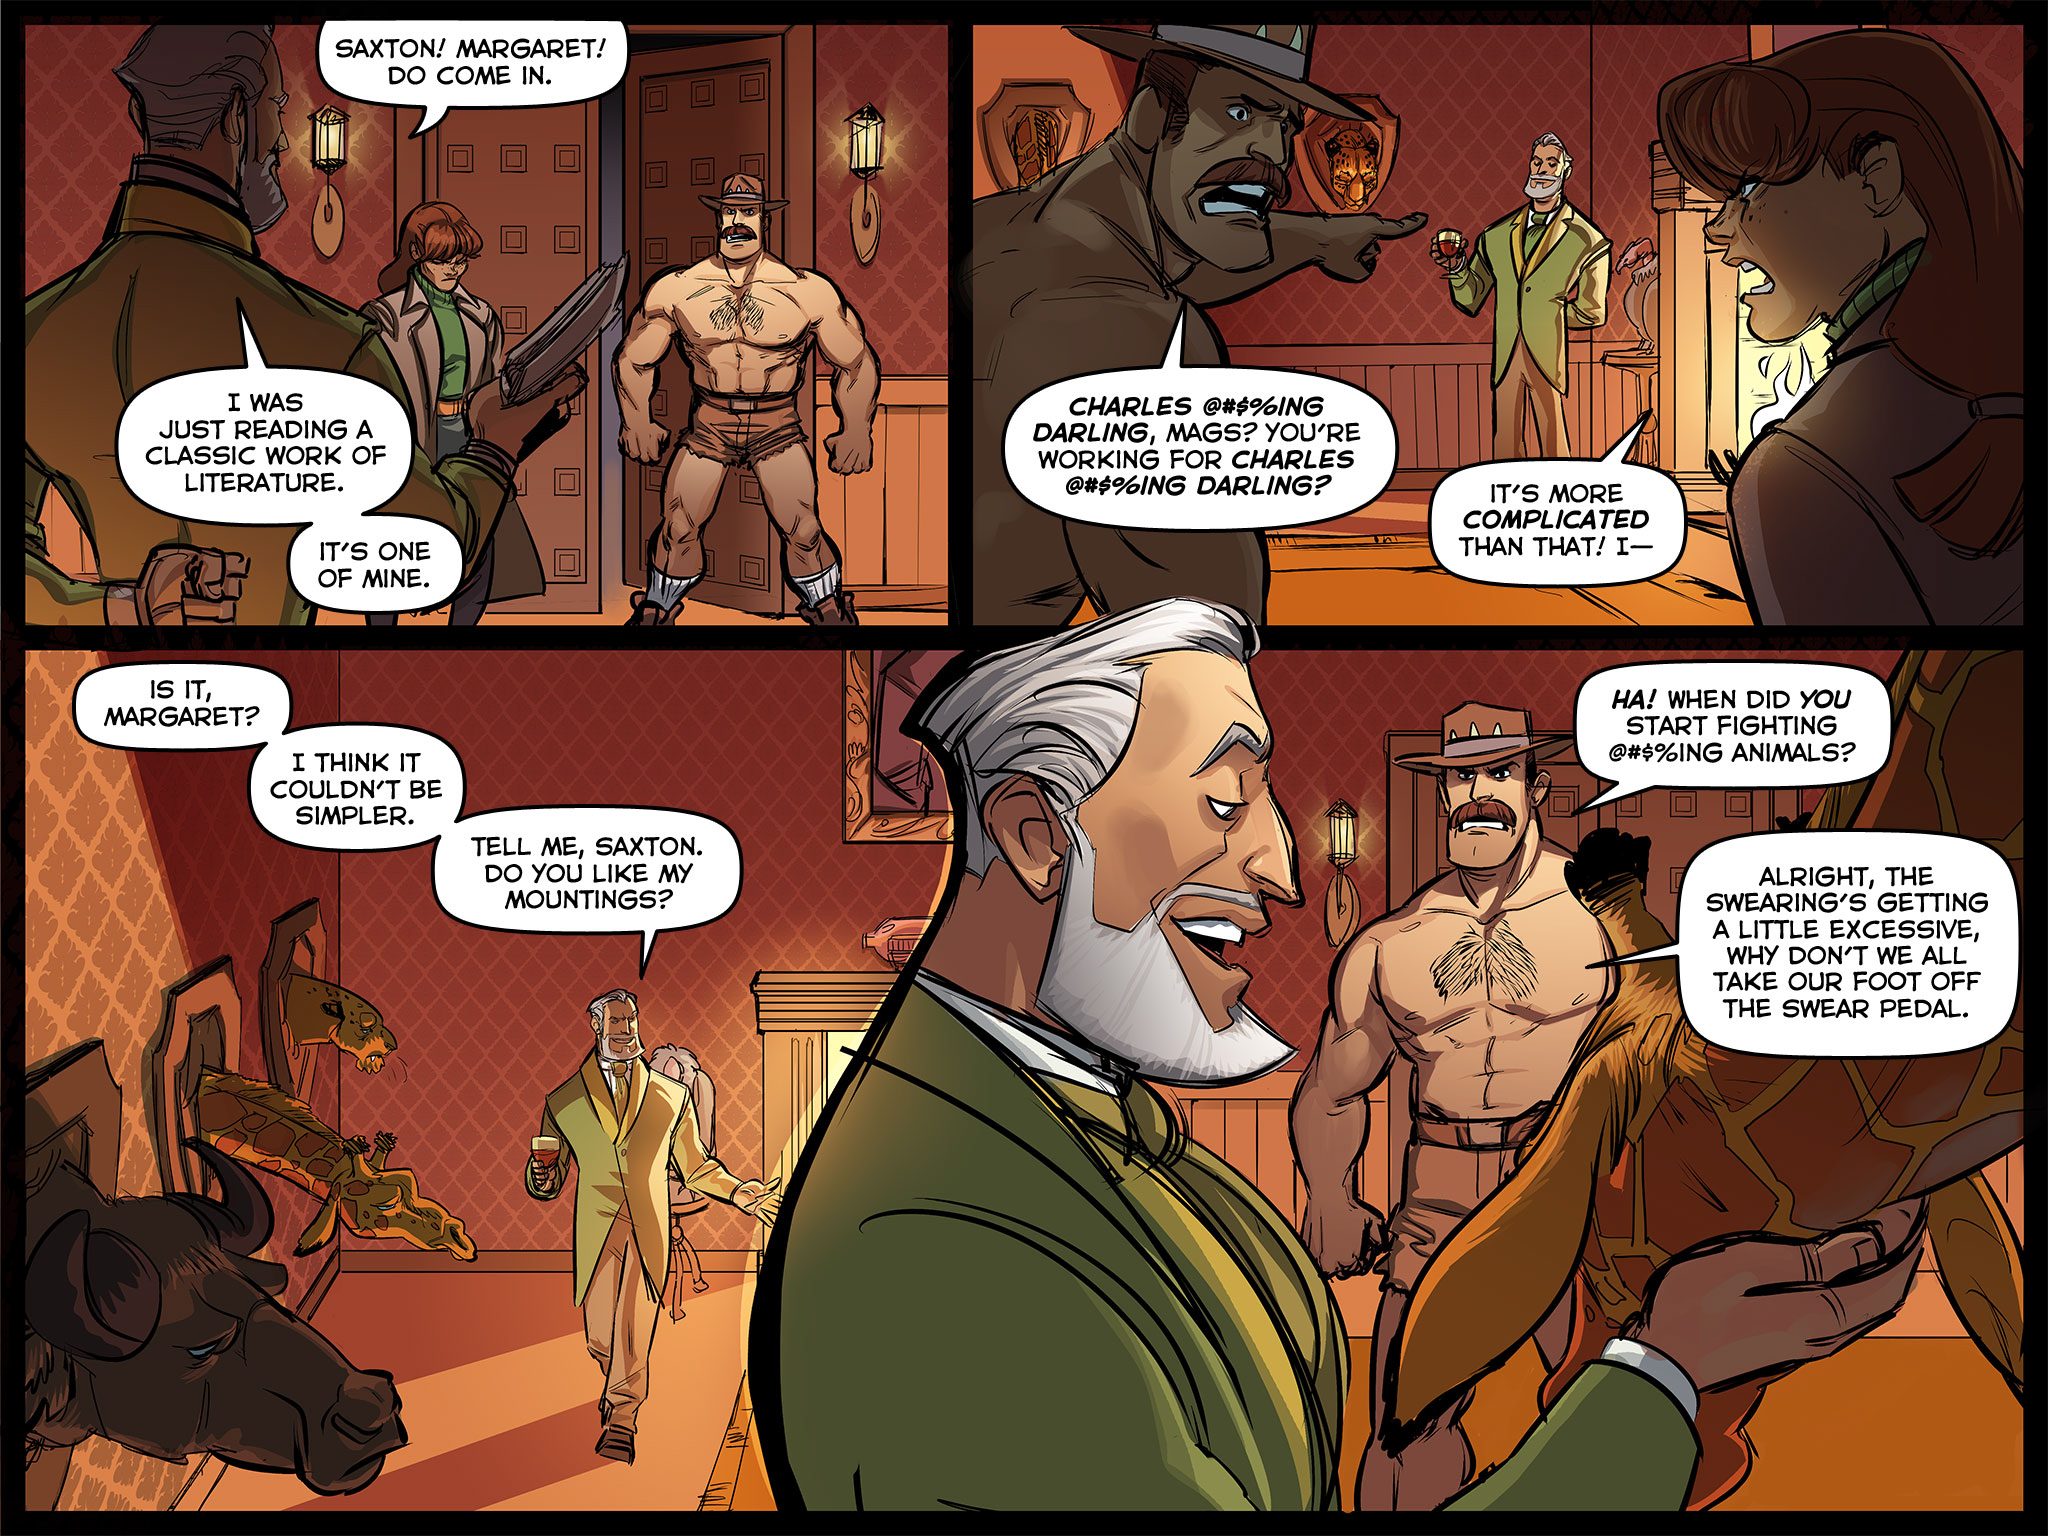 SAXTON! MARGARET!
DO COME IN.
I WAS
JUST READING A
CLASSIC WORK OF
LITERATURE.
IT'S ONE
OF MINE.
CHARLES @#$%ING
DARLING, MAGS? YOU'RE
WORKING FOR CHARLES
@#$%ING DARLING?
IT'S MORE
COMPLICATED
THAN THAT! I—
IS IT,
MARGARET?
I THINK IT
COULDN'T BE
SIMPLER.
TELL ME, SAXTON.
DO YOU LIKE MY
MOUNTINGS?
HA! WHEN DID YOU
START FIGHTING
@#$%ING ANIMALS?
ALRIGHT, THE
SWEARING'S GETTING
A LITTLE EXCESSIVE,
WHY DON'T WE ALL
TAKE OUR FOOT OFF
THE SWEAR PEDAL.